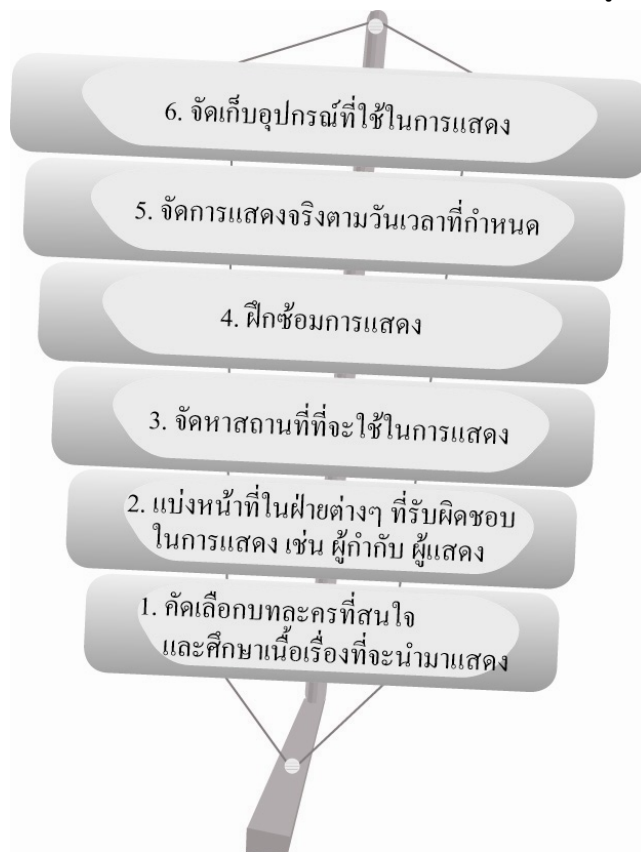 6. จัดเก็บอุปกรณ์ที่ใช้ในการแสดง
5. จัดการแสดงจริงตามวันเวลาที่กำหนด
4. ฝึกซ้อมการแสดง
3. จัดหาสถานที่ที่จะใช้ในการแสดง
2. แบ่งหน้าที่ในฝ่ายต่างๆ ที่รับผิดชอบ
ในการแสดง เช่น ผู้กำกับ ผู้แสดง
1. คัดเลือกบทละครที่สนใจ
และศึกษาเนื้อเรื่องที่จะนำมาแสดง